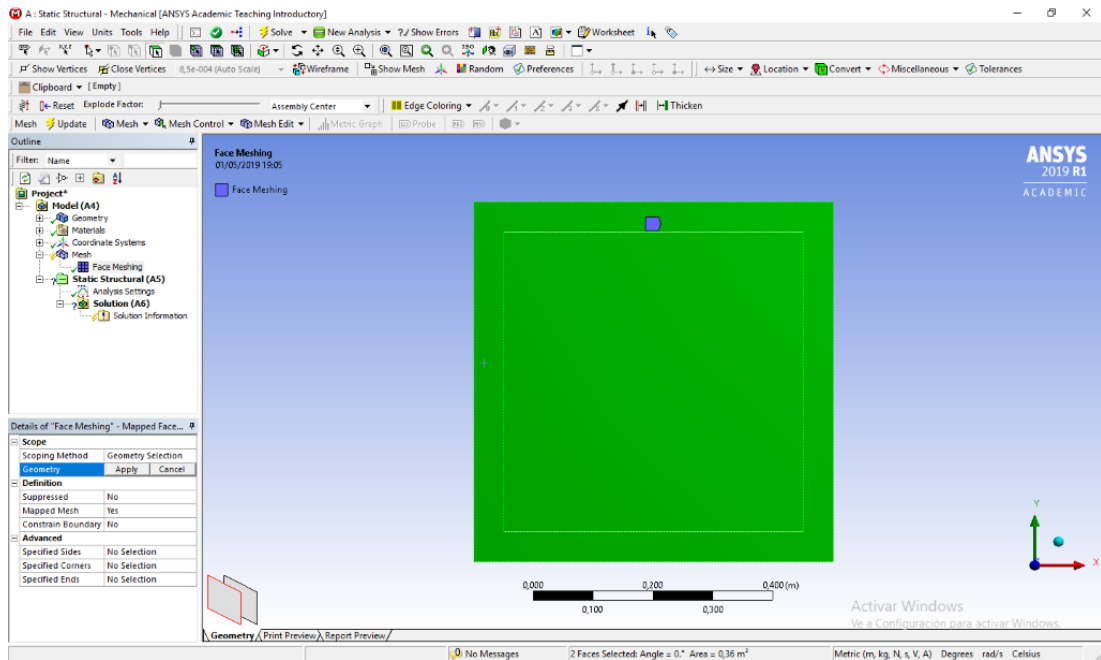 A : Static Structural - Mechanical [ANSYS Academic Teaching Introductory]
File Edit View Units Tools Help Solve New Analysis ?/ Show Errors Worksheet
Show Vertices Close Vertices 8,5e-004 (Auto Scale) Wireframe Show Mesh Random Preferences Size Location Convert Miscellaneous Tolerances
Clipboard [ Empty ]
Reset Explode Factor: Assembly Center Edge Coloring Thicken
Mesh Update Mesh Mesh Control Mesh Edit Metric Graph Probe
Outline
Filter: Name
Project*
Model (A4)
Geometry
Materials
Coordinate Systems
Mesh
Face Meshing
Static Structural (A5)
Analysis Settings
Solution (A6)
Solution Information
Details of "Face Meshing" - Mapped Face...
Scope
Scoping Method Geometry Selection
Geometry Apply Cancel
Definition
Suppressed No
Mapped Mesh Yes
Constrain Boundary No
Advanced
Specified Sides No Selection
Specified Corners No Selection
Specified Ends No Selection
Face Meshing
01/05/2019 19:05
Face Meshing
ANSYS
2019 R1
ACADEMIC
Y
X
0,000 0,200 0,400 (m)
0,100 0,300
Activar Windows
Ve a Configuración para activar Windows.
Geometry Print Preview Report Preview
No Messages 2 Faces Selected: Angle = 0.° Area = 0,36 m² Metric (m, kg, N, s, V, A) Degrees rad/s Celsius